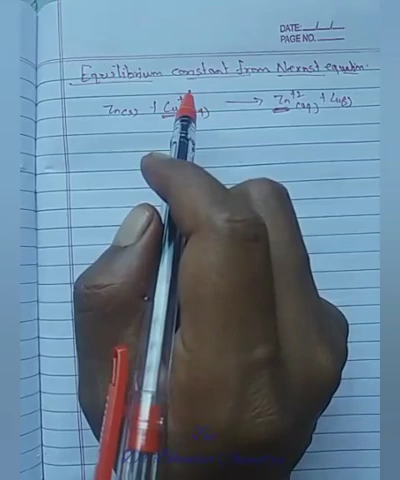 DATE: / /
PAGE NO.
Equilibrium constant from Nernst equation.
Zn(s) + Cu⁺ q) → Zn⁺² (aq) + Cu(s)